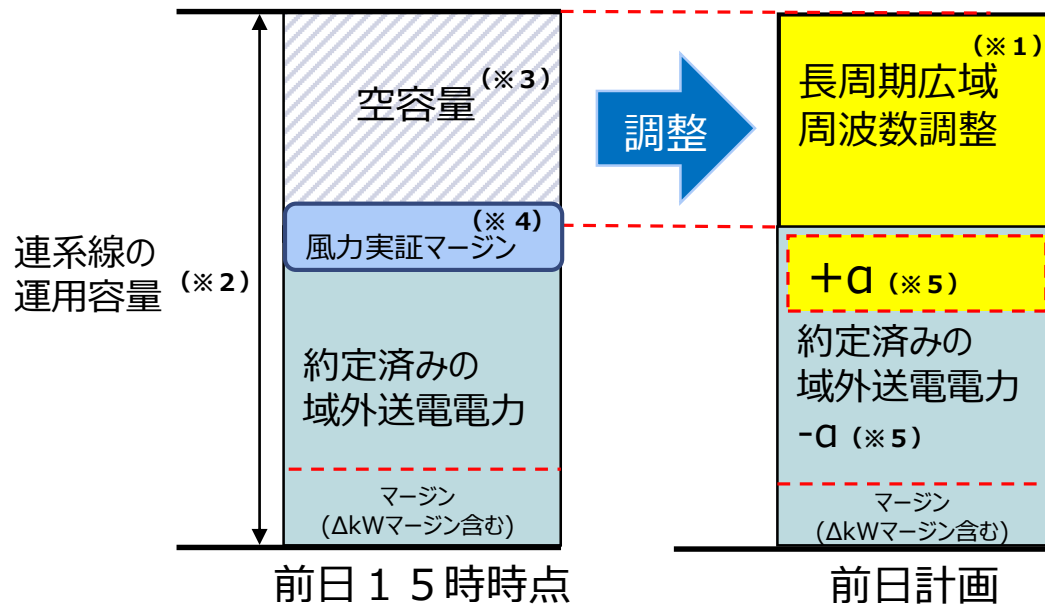 連系線の
運用容量
（※２）
空容量
（※３）
風力実証マージン
（※ ４）
約定済みの
域外送電電力
マージン
(ΔkWマージン含む)
前日１５時時点
調整
（※１）
長周期広域
周波数調整
＋α（※５）
約定済みの
域外送電電力
-α（※５）
マージン
(ΔkWマージン含む)
前日計画